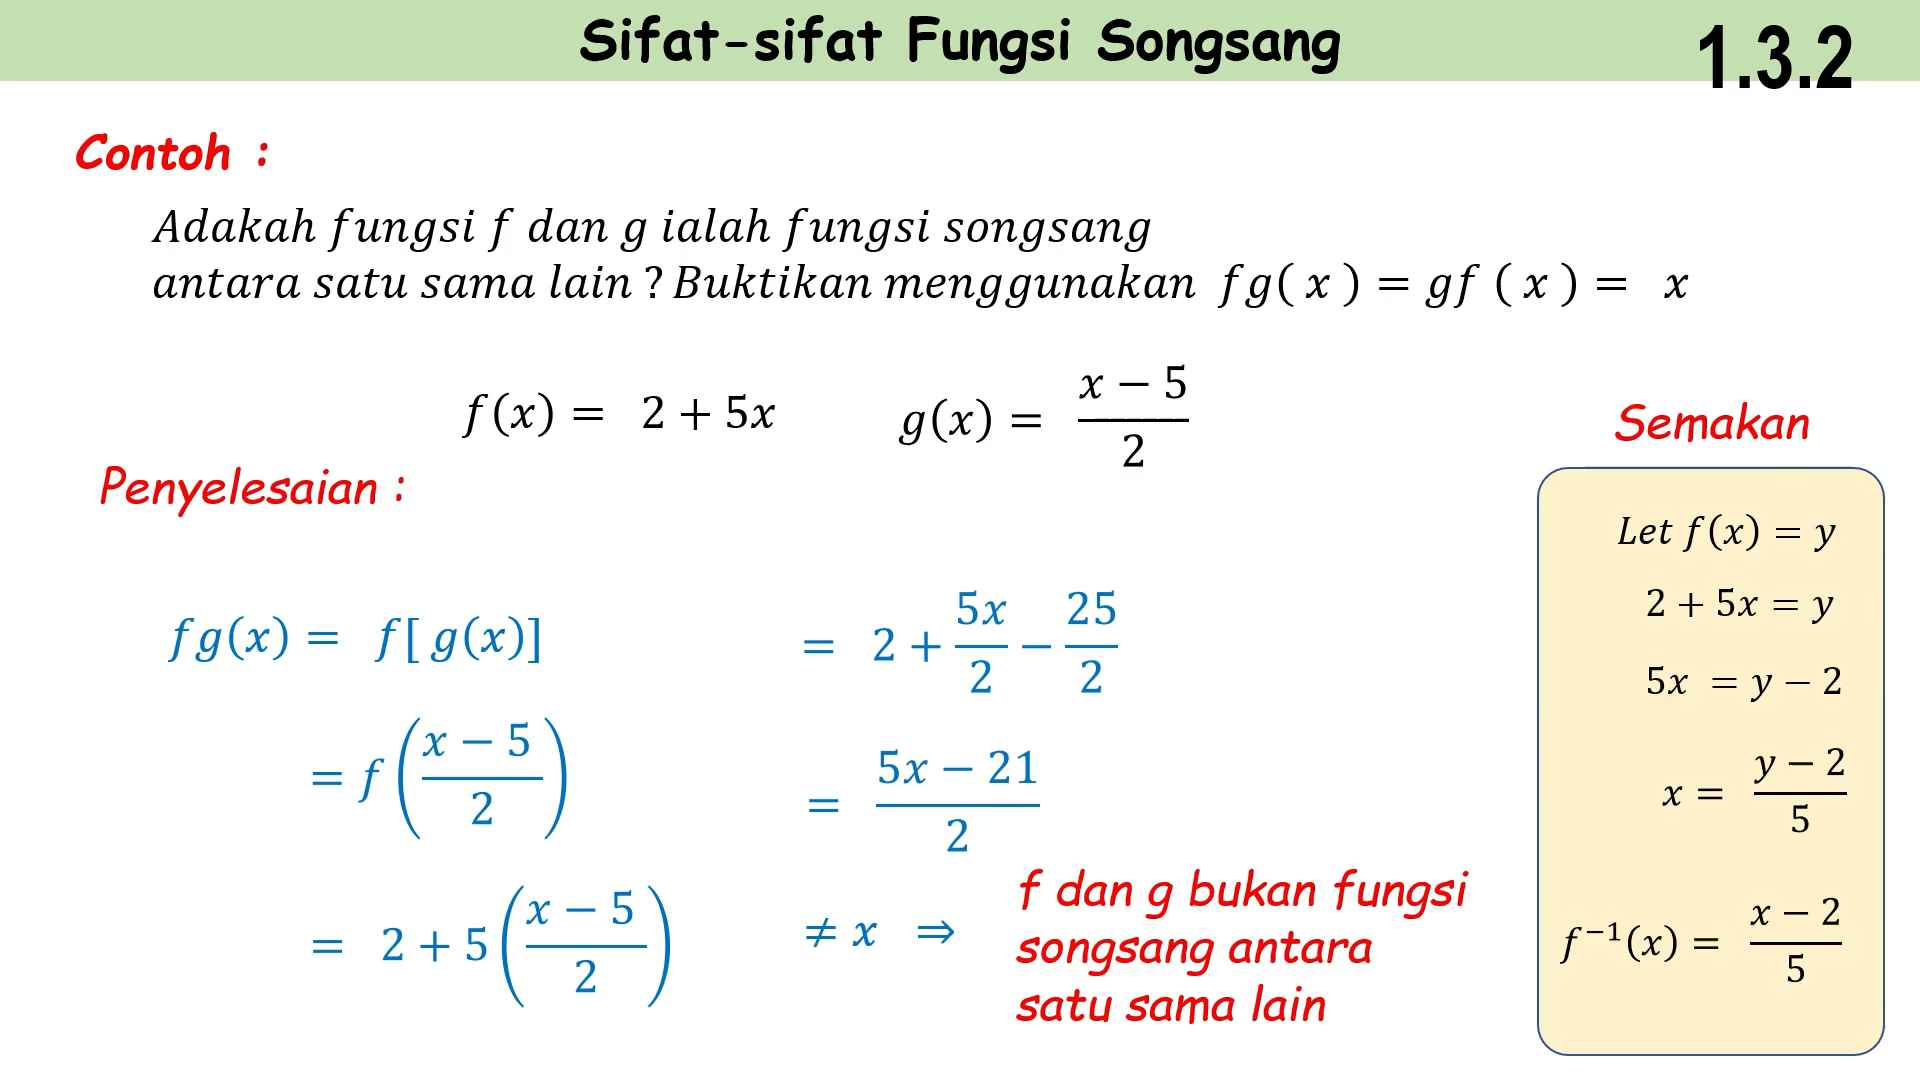 Sifat-sifat Fungsi Songsang
1.3.2
Contoh :
Adakah fungsi f dan g ialah fungsi songsang
antara satu sama lain ? Buktikan menggunakan fg( x ) = gf ( x ) = x
f(x) = 2 + 5x
g(x) = (x − 5)/2
Penyelesaian :
fg(x) = f[ g(x)]
= f((x − 5)/2)
= 2 + 5((x − 5)/2)
= 2 + 5x/2 − 25/2
= (5x − 21)/2
≠ x ⇒
f dan g bukan fungsi
songsang antara
satu sama lain
Semakan
Let f(x) = y
2 + 5x = y
5x = y − 2
x = (y − 2)/5
f⁻¹(x) = (x − 2)/5